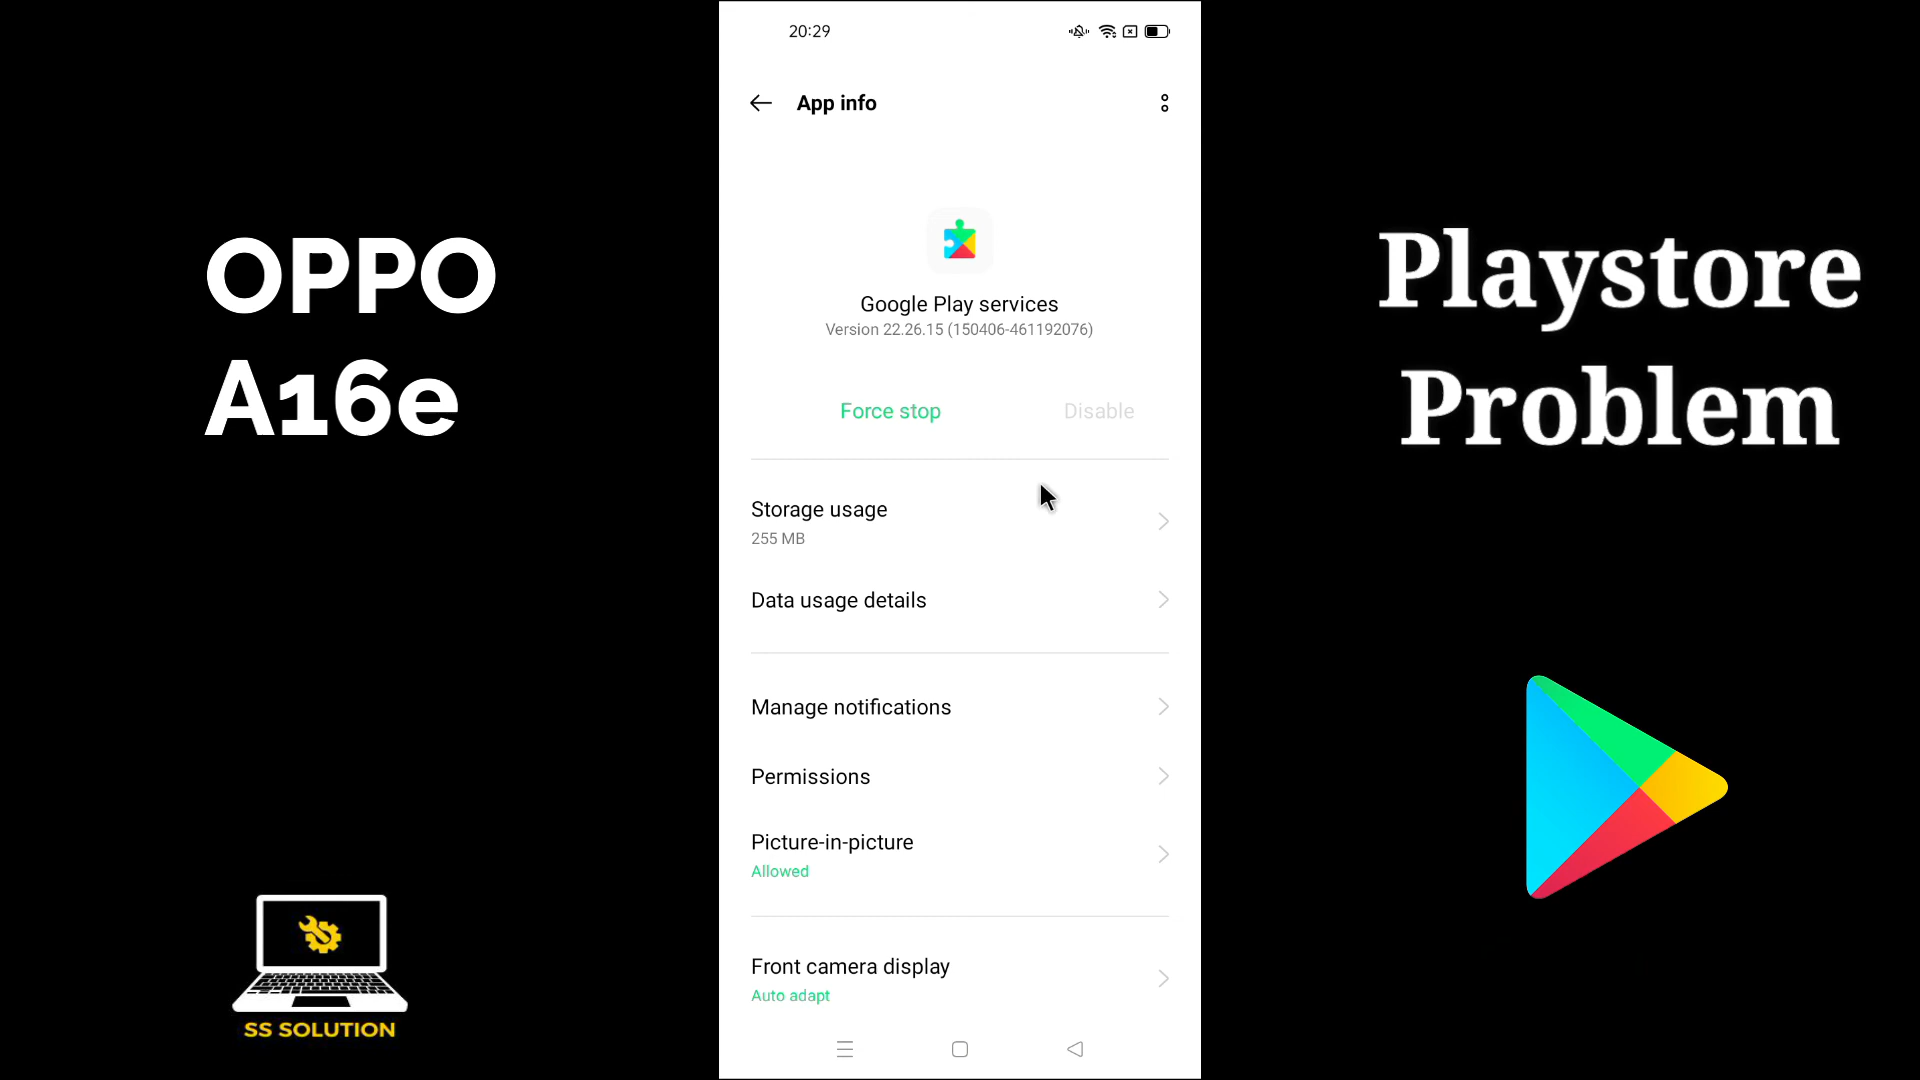 OPPO
A16e
20:29
App info
Google Play services
Version 22.26.15 (150406-461192076)
Force stop
Disable
Storage usage
255 MB
Data usage details
Manage notifications
Permissions
Picture-in-picture
Allowed
Front camera display
Auto adapt
Playstore
Problem
SS SOLUTION